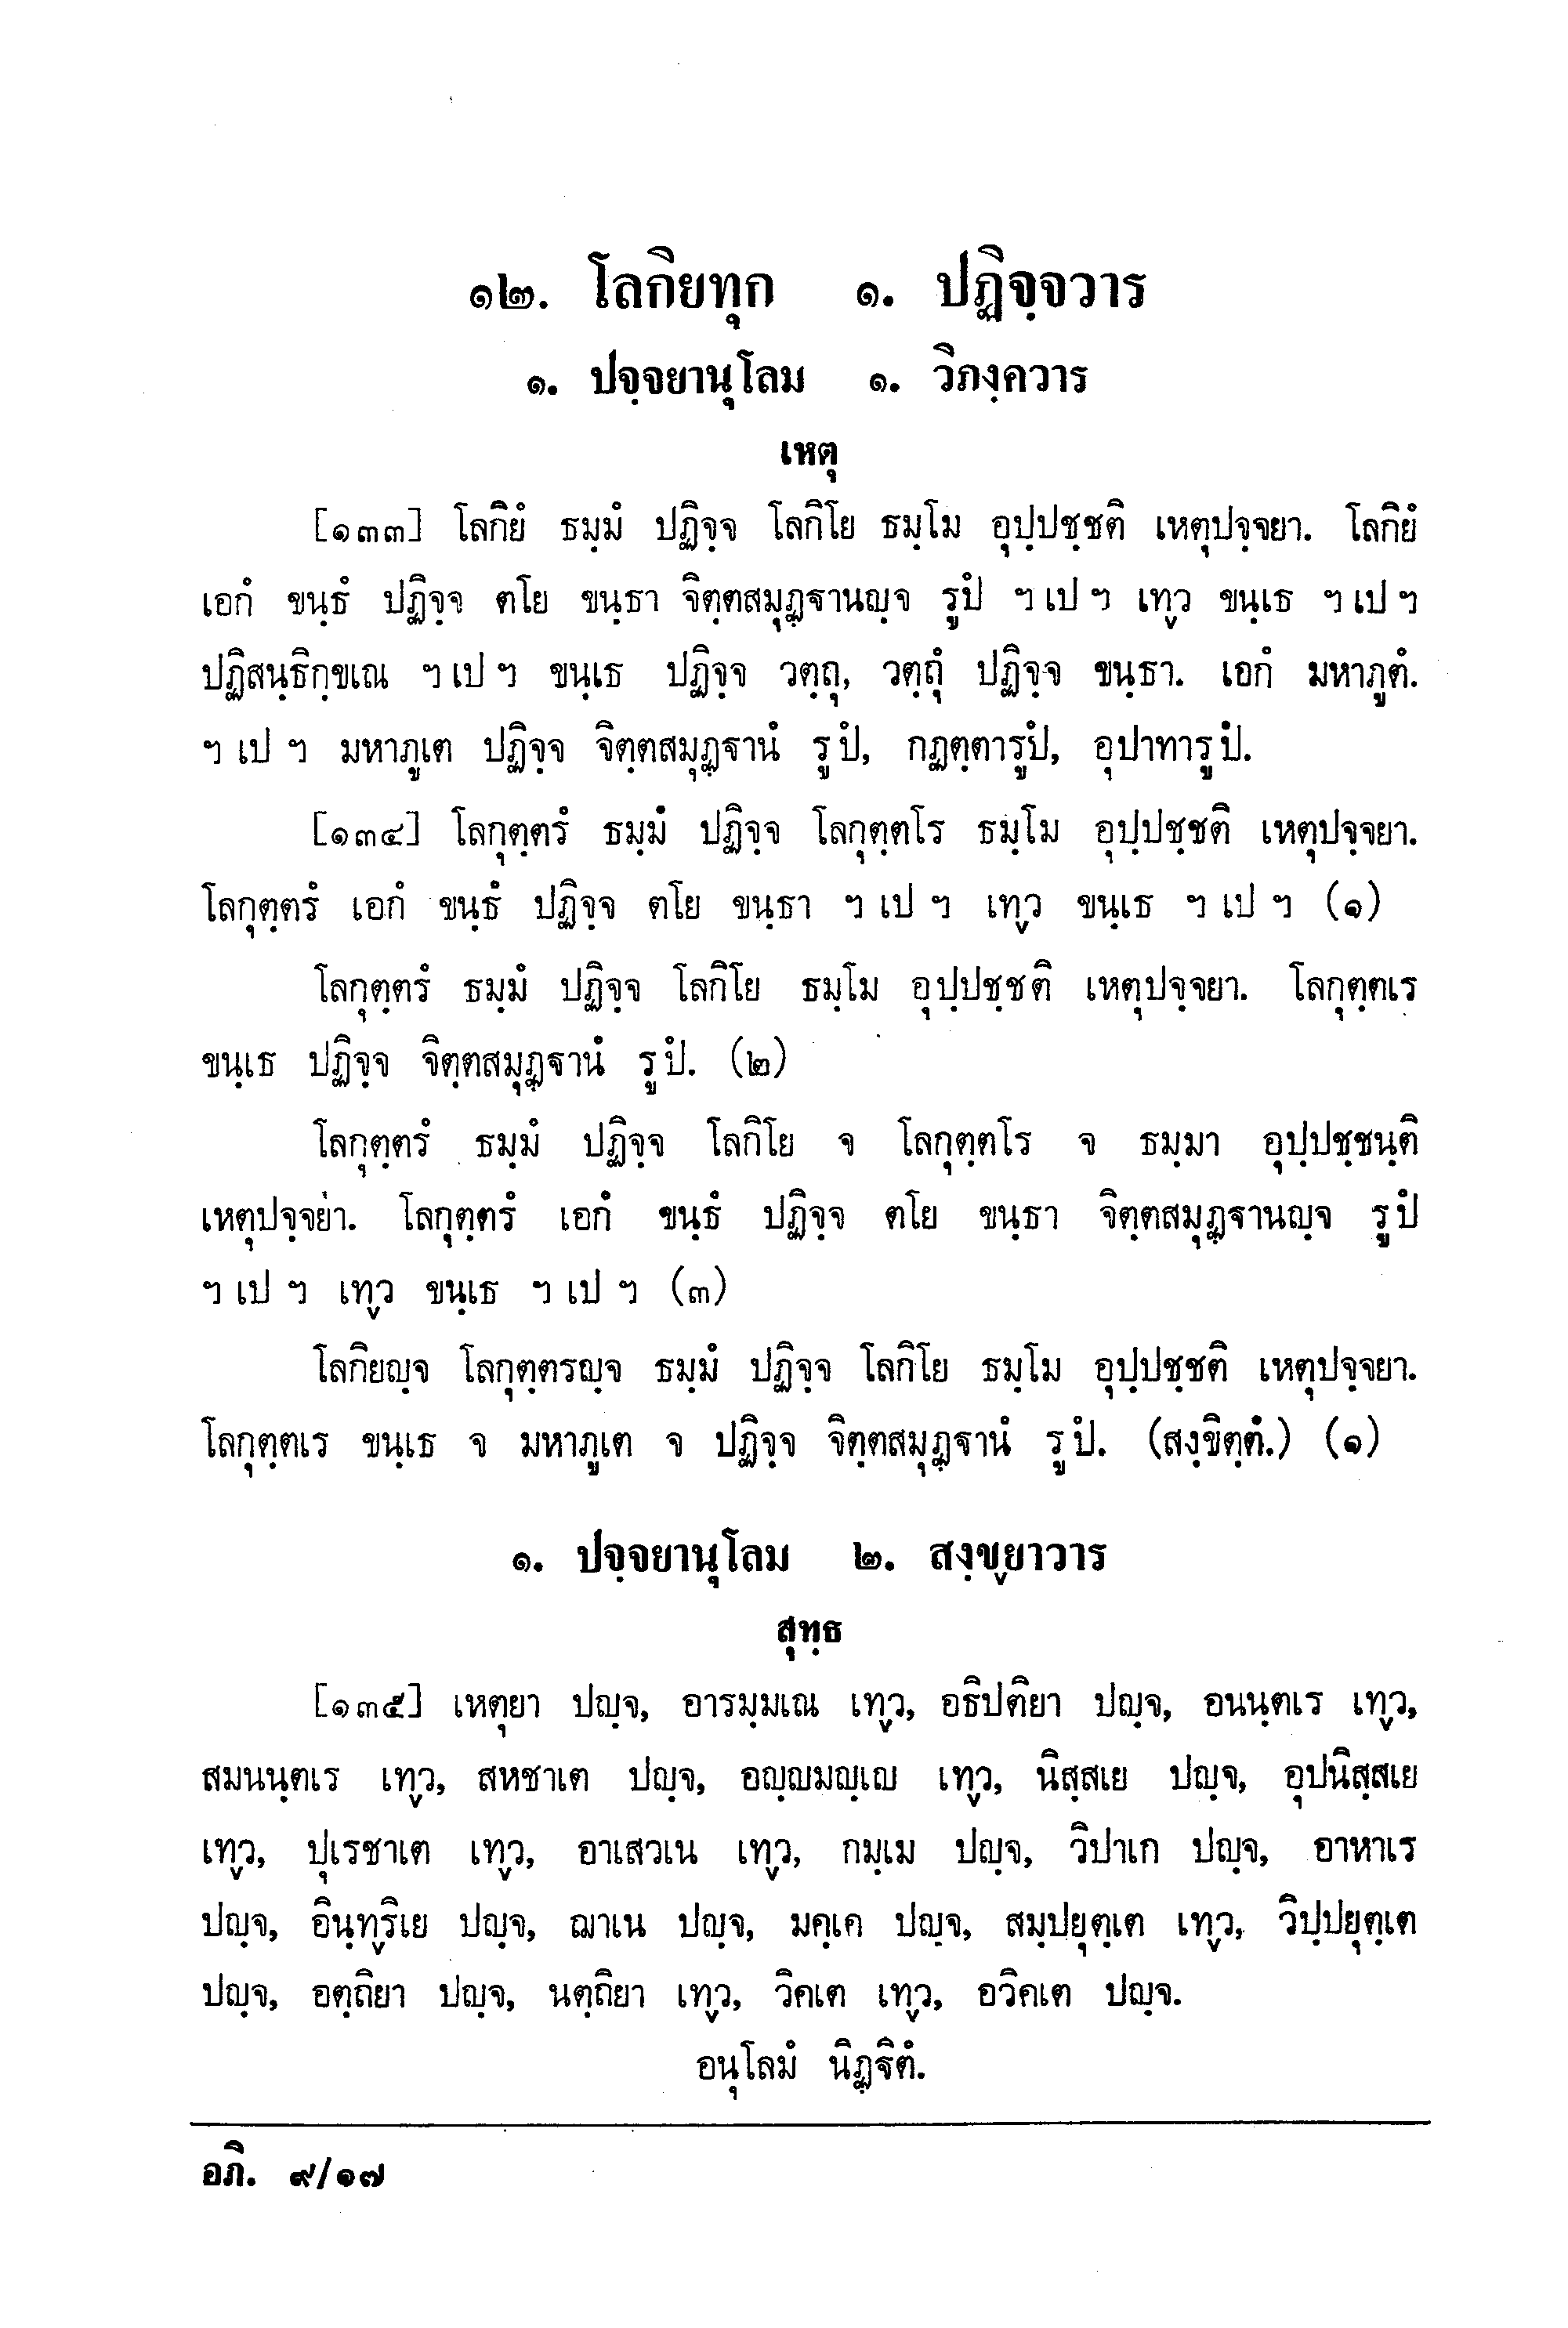 ๑๒. โลกิยทุก ๑. ปฏิจฺจวาร
๑. ปจฺจยานุโลม ๑. วิภงฺควาร
เหตุ
[๑๓๓] โลกิยํ ธมฺมํ ปฏิจฺจ โลกิโย ธมฺโม อุปฺปชฺชติ เหตุปจฺจยา. โลกิยํ
เอกํ ขนฺธํ ปฏิจฺจ ตโย ขนฺธา จิตฺตสมุฏฺฐานญฺจ รูปํ ฯ เป ฯ เทฺว ขนฺเธ ฯ เป ฯ
ปฏิสนฺธิกฺขเณ ฯ เป ฯ ขนฺเธ ปฏิจฺจ วตฺถุ, วตฺถุํ ปฏิจฺจ ขนฺธา. เอกํ มหาภูตํ.
ฯ เป ฯ มหาภูเต ปฏิจฺจ จิตฺตสมุฏฺฐานํ รูปํ, กฏตฺตารูปํ, อุปาทารูปํ.
[๑๓๔] โลกุตฺตรํ ธมฺมํ ปฏิจฺจ โลกุตฺตโร ธมฺโม อุปฺปชฺชติ เหตุปจฺจยา.
โลกุตฺตรํ เอกํ ขนฺธํ ปฏิจฺจ ตโย ขนฺธา ฯ เป ฯ เทฺว ขนฺเธ ฯ เป ฯ (๑)
โลกุตฺตรํ ธมฺมํ ปฏิจฺจ โลกิโย ธมฺโม อุปฺปชฺชติ เหตุปจฺจยา. โลกุตฺตเร
ขนฺเธ ปฏิจฺจ จิตฺตสมุฏฺฐานํ รูปํ. (๒)
โลกุตฺตรํ ธมฺมํ ปฏิจฺจ โลกิโย จ โลกุตฺตโร จ ธมฺมา อุปฺปชฺชนฺติ
เหตุปจฺจยา. โลกุตฺตรํ เอกํ ขนฺธํ ปฏิจฺจ ตโย ขนฺธา จิตฺตสมุฏฺฐานญฺจ รูปํ
ฯ เป ฯ เทฺว ขนฺเธ ฯ เป ฯ (๓)
โลกิยญฺจ โลกุตฺตรญฺจ ธมฺมํ ปฏิจฺจ โลกิโย ธมฺโม อุปฺปชฺชติ เหตุปจฺจยา.
โลกุตฺตเร ขนฺเธ จ มหาภูเต จ ปฏิจฺจ จิตฺตสมุฏฺฐานํ รูปํ. (สงฺขิตฺตํ.) (๑)
๑. ปจฺจยานุโลม ๒. สงฺขฺยาวาร
สุทฺธ
[๑๓๕] เหตุยา ปญฺจ, อารมฺมเณ เทฺว, อธิปติยา ปญฺจ, อนนฺตเร เทฺว,
สมนนฺตเร เทฺว, สหชาเต ปญฺจ, อญฺญมญฺเญ เทฺว, นิสฺสเย ปญฺจ, อุปนิสฺสเย
เทฺว, ปุเรชาเต เทฺว, อาเสวเน เทฺว, กมฺเม ปญฺจ, วิปาเก ปญฺจ, อาหาเร
ปญฺจ, อินฺทฺริเย ปญฺจ, ฌาเน ปญฺจ, มคฺเค ปญฺจ, สมฺปยุตฺเต เทฺว, วิปฺปยุตฺเต
ปญฺจ, อตฺถิยา ปญฺจ, นตฺถิยา เทฺว, วิคเต เทฺว, อวิคเต ปญฺจ.
อนุโลมํ นิฏฺฐิตํ.
อภิ. ๙/๑๗